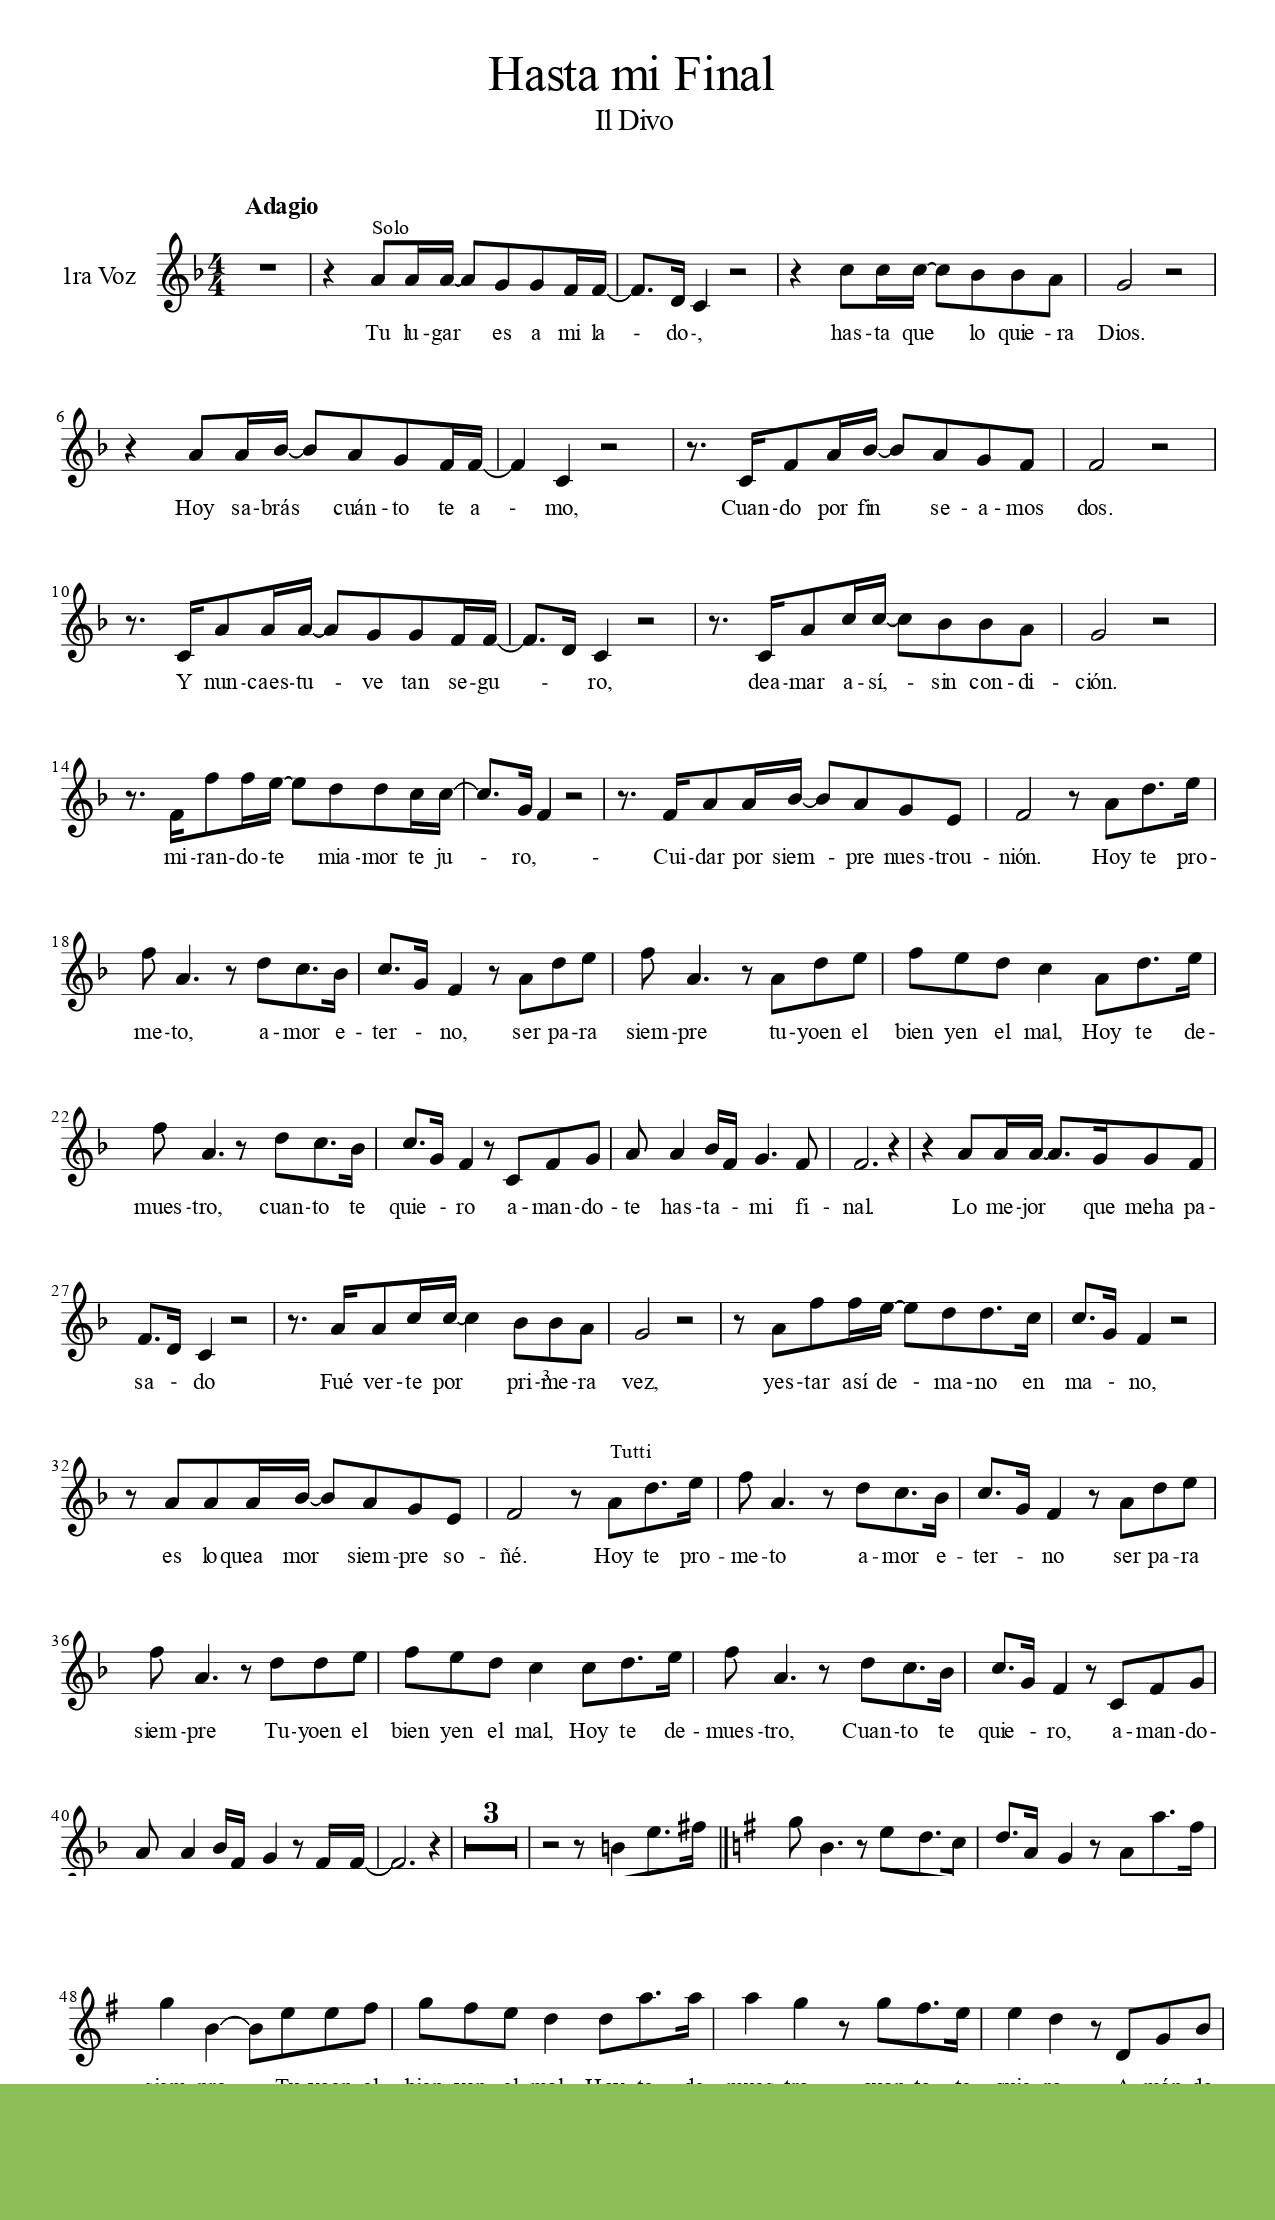 Hasta mi Final
Il Divo
Adagio
Solo
1ra Voz
4/4
Tu lu-gar es a mi la - do-, has-ta que lo quie-ra Dios.
6
Hoy sa-brás cuán-to te a - mo, Cuan-do por fin se-a-mos dos.
10
Y nun-caes-tu - ve tan se-gu - ro, dea-mar a-sí, - sin con-di - ción.
14
mi-ran-do-te mia-mor te ju - ro, - Cui-dar por siem - pre nues-trou - nión. Hoy te pro-
18
me-to, a-mor e-ter - no, ser pa-ra siem-pre tu-yoen el bien yen el mal, Hoy te de-
22
mues-tro, cuan-to te quie - ro a-man-do-te has-ta - mi fi - nal. Lo me-jor que meha pa-
27
3
sa - do Fué ver-te por pri-me-ra vez, yes-tar así de - ma-no en ma - no,
Tutti
32
es loquea mor siem-pre so - ñé. Hoy te pro - me-to a-mor e-ter - no ser pa-ra
36
siem-pre Tu-yoen el bien yen el mal, Hoy te de - mues-tro, Cuan-to te quie - ro, a-man-do-
40
3
48